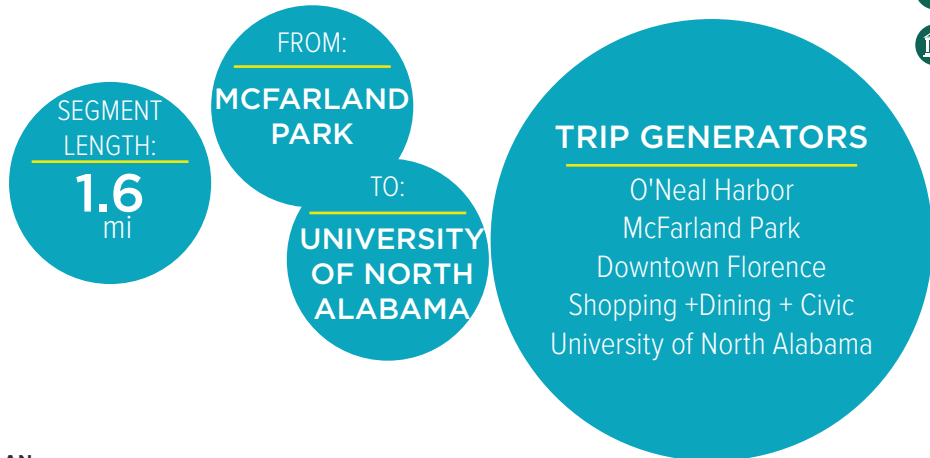 SEGMENT
LENGTH:
1.6
mi
FROM:
MCFARLAND
PARK
TO:
UNIVERSITY
OF NORTH
ALABAMA
TRIP GENERATORS
O'Neal Harbor
McFarland Park
Downtown Florence
Shopping +Dining + Civic
University of North Alabama